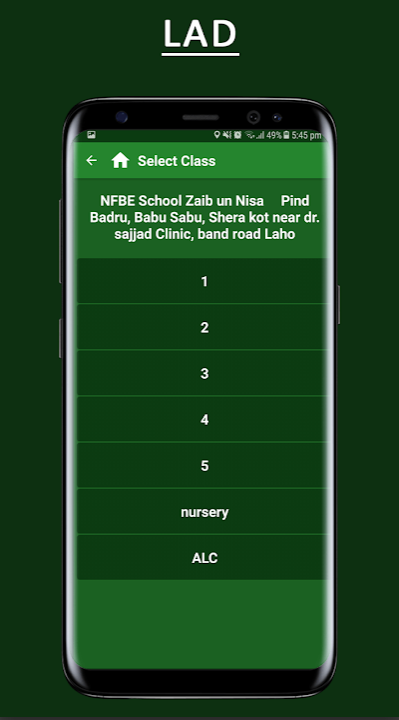 LAD
49% 5:45 pm
Select Class
NFBE School Zaib un Nisa Pind
Badru, Babu Sabu, Shera kot near dr.
sajjad Clinic, band road Laho
1
2
3
4
5
nursery
ALC